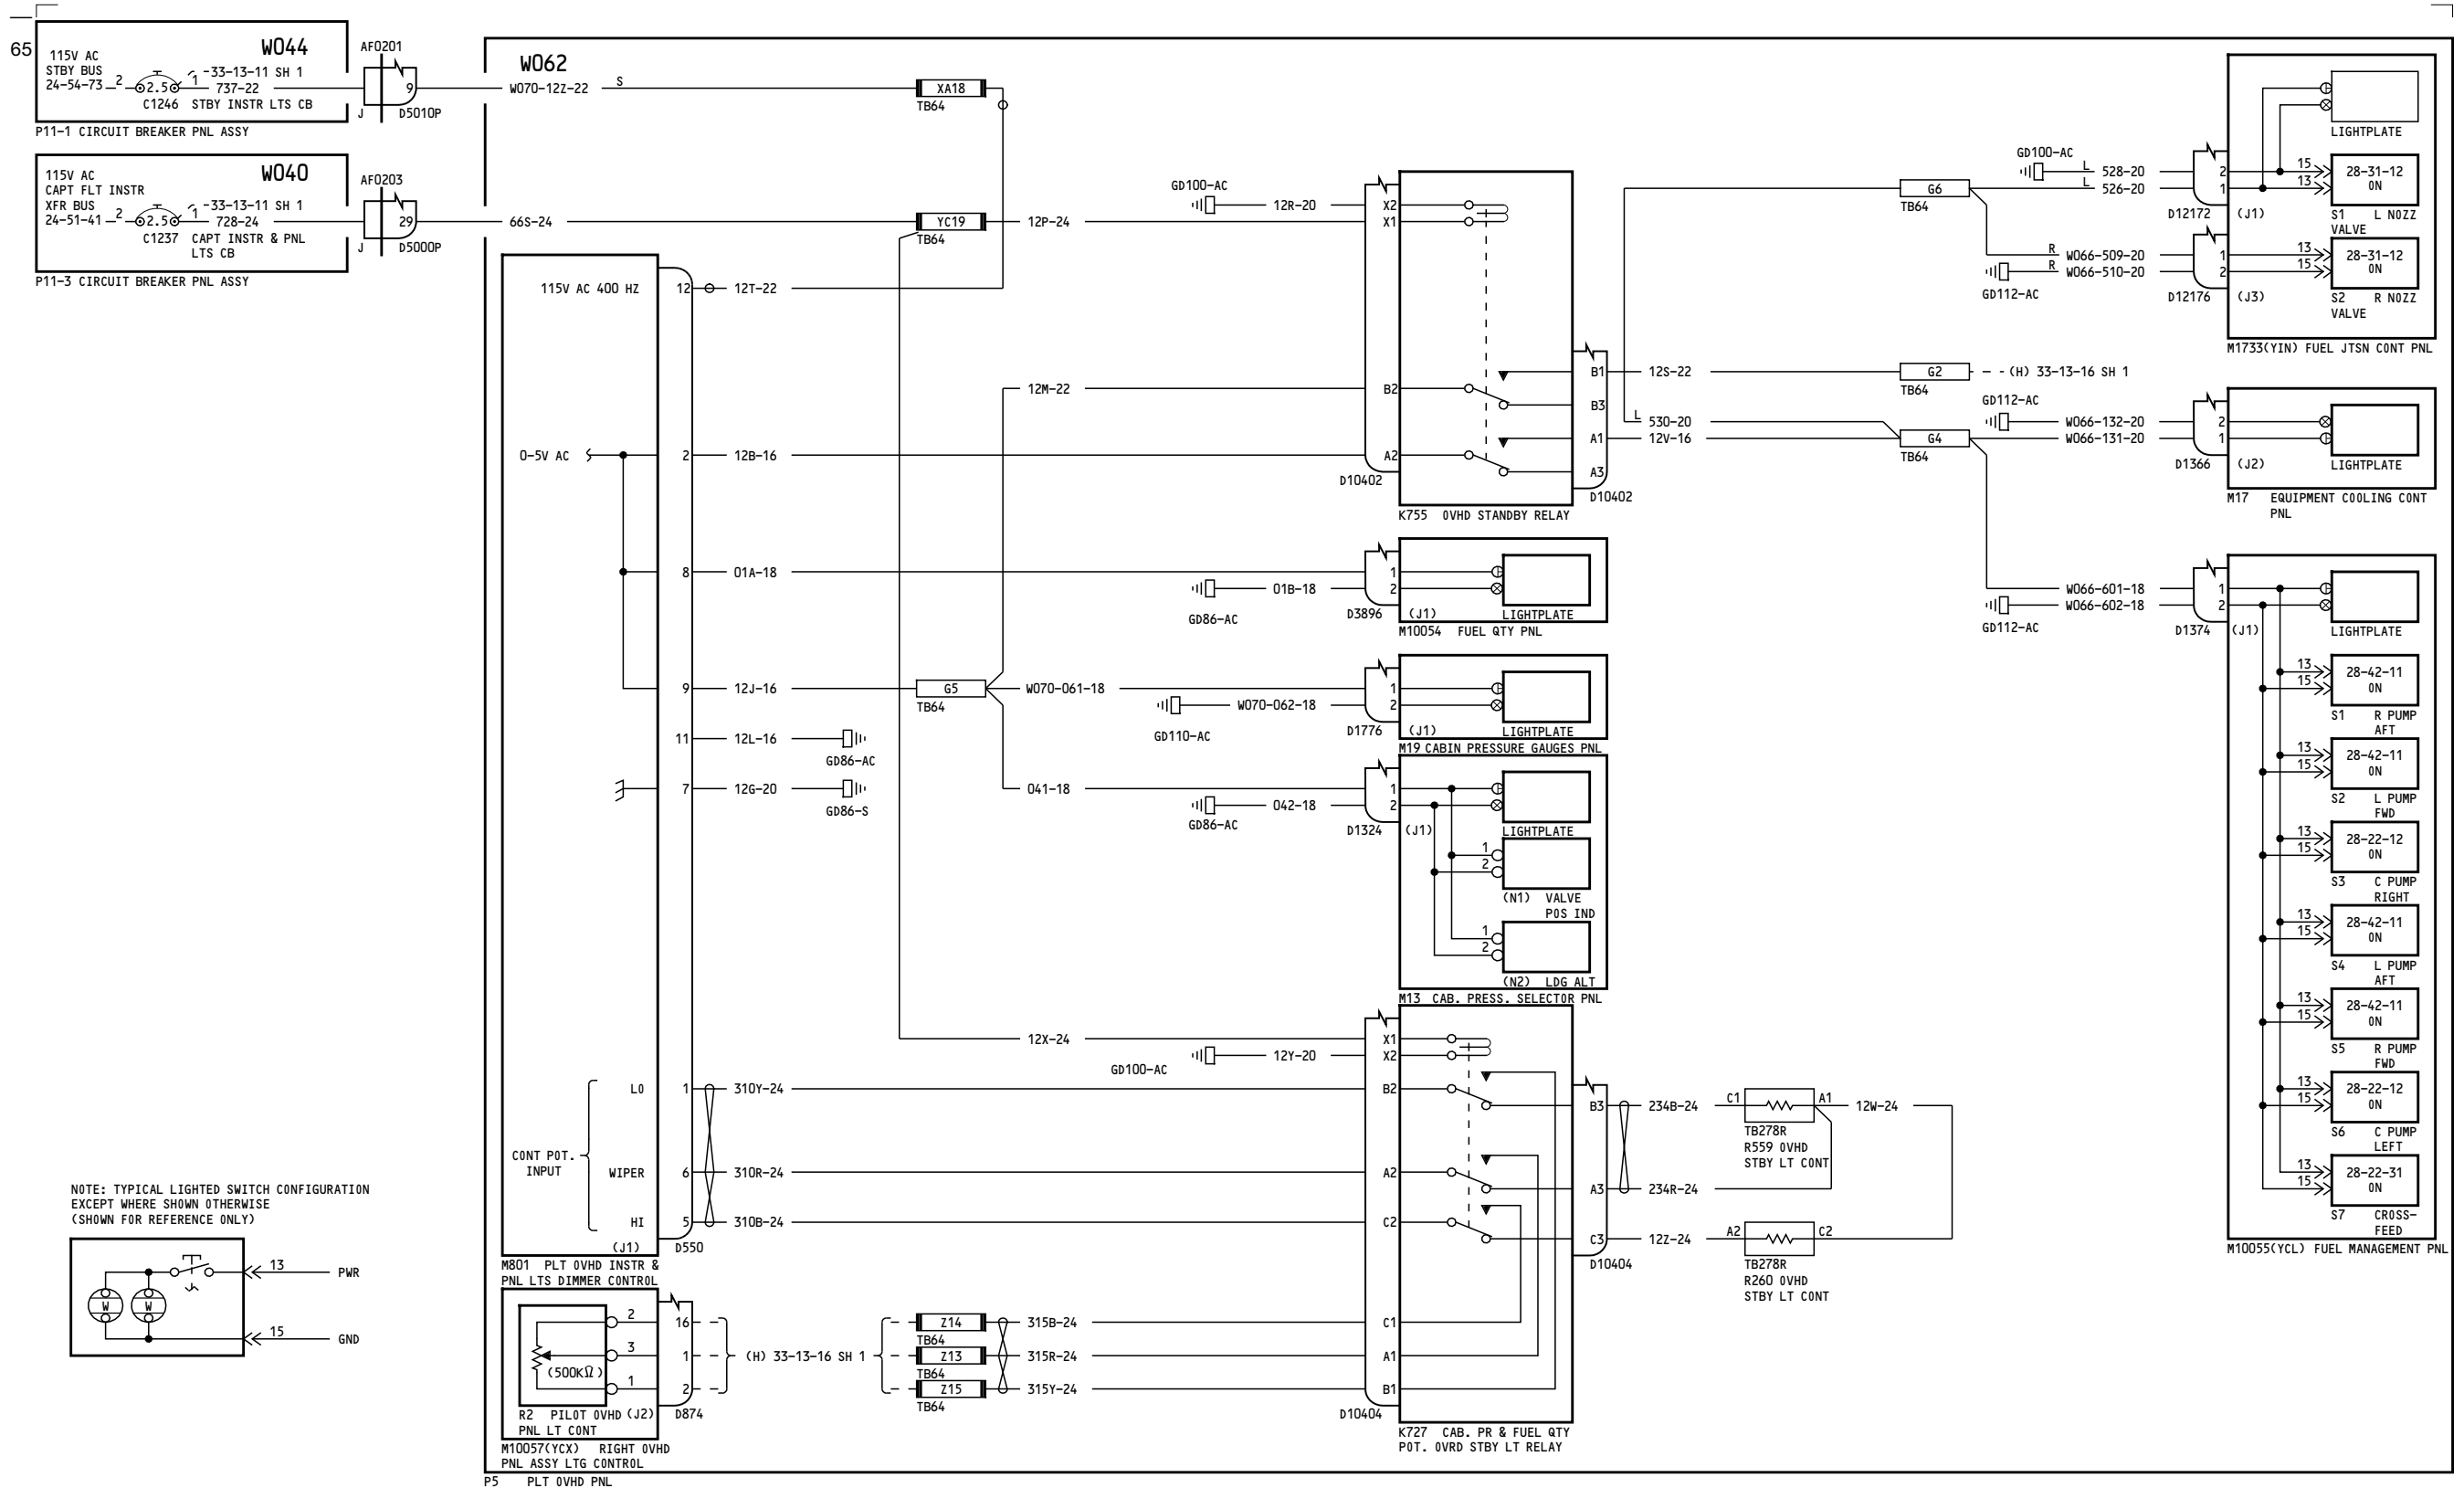 65
W044
115V AC
STBY BUS
24-54-73
2
2.5
1
-33-13-11 SH 1
737-22
C1246 STBY INSTR LTS CB
P11-1 CIRCUIT BREAKER PNL ASSY
AF0201
9
J
D5010P
W040
115V AC
CAPT FLT INSTR
XFR BUS
24-51-41
2
2.5
1
-33-13-11 SH 1
728-24
C1237 CAPT INSTR & PNL
LTS CB
P11-3 CIRCUIT BREAKER PNL ASSY
AF0203
29
J
D5000P
W062
W070-12Z-22
S
XA18
TB64
66S-24
YC19
TB64
12P-24
115V AC 400 HZ
12
12T-22
0-5V AC
2
12B-16
8
01A-18
9
12J-16
G5
TB64
11
12L-16
GD86-AC
7
12G-20
GD86-S
12M-22
W070-061-18
041-18
12X-24
L0
1
310Y-24
CONT POT.
INPUT
WIPER
6
310R-24
HI
5
310B-24
(J1)
D550
M801 PLT OVHD INSTR &
PNL LTS DIMMER CONTROL
2
16
3
1
(500KΩ)
1
2
R2 PILOT OVHD (J2)
PNL LT CONT
D874
M10057(YCX) RIGHT OVHD
PNL ASSY LTG CONTROL
P5 PLT OVHD PNL
(H) 33-13-16 SH 1
Z14
TB64
315B-24
Z13
TB64
315R-24
Z15
TB64
315Y-24
GD100-AC
12R-20
X2
X1
B2
A2
D10402
B1
B3
A1
A3
D10402
K755 OVHD STANDBY RELAY
GD86-AC
01B-18
1
2
D3896
(J1)
LIGHTPLATE
M10054 FUEL QTY PNL
GD110-AC
W070-062-18
1
2
D1776
(J1)
LIGHTPLATE
M19 CABIN PRESSURE GAUGES PNL
GD86-AC
042-18
1
2
D1324
(J1)
LIGHTPLATE
1
2
(N1) VALVE
POS IND
1
2
(N2) LDG ALT
M13 CAB. PRESS. SELECTOR PNL
GD100-AC
12Y-20
X1
X2
B2
A2
C2
C1
A1
B1
D10404
B3
A3
C3
D10404
K727 CAB. PR & FUEL QTY
POT. OVRD STBY LT RELAY
234B-24
C1
A1
12W-24
TB278R
R559 OVHD
STBY LT CONT
234R-24
12Z-24
A2
C2
TB278R
R260 OVHD
STBY LT CONT
12S-22
G2
TB64
(H) 33-13-16 SH 1
L
530-20
12V-16
G4
TB64
G6
TB64
GD100-AC
L
528-20
2
L
526-20
1
D12172
(J1)
R
W066-509-20
1
R
W066-510-20
2
GD112-AC
D12176
(J3)
LIGHTPLATE
15
13
28-31-12
ON
S1 L NOZZ
VALVE
13
15
28-31-12
ON
S2 R NOZZ
VALVE
M1733(YIN) FUEL JTSN CONT PNL
GD112-AC
W066-132-20
2
W066-131-20
1
D1366
(J2)
LIGHTPLATE
M17 EQUIPMENT COOLING CONT
PNL
W066-601-18
1
W066-602-18
2
GD112-AC
D1374
(J1)
LIGHTPLATE
13
15
28-42-11
ON
S1 R PUMP
AFT
13
15
28-42-11
ON
S2 L PUMP
FWD
13
15
28-22-12
ON
S3 C PUMP
RIGHT
13
15
28-42-11
ON
S4 L PUMP
AFT
13
15
28-42-11
ON
S5 R PUMP
FWD
13
15
28-22-12
ON
S6 C PUMP
LEFT
13
15
28-22-31
ON
S7 CROSS-
FEED
M10055(YCL) FUEL MANAGEMENT PNL
NOTE: TYPICAL LIGHTED SWITCH CONFIGURATION
EXCEPT WHERE SHOWN OTHERWISE
(SHOWN FOR REFERENCE ONLY)
13
PWR
W
W
15
GND